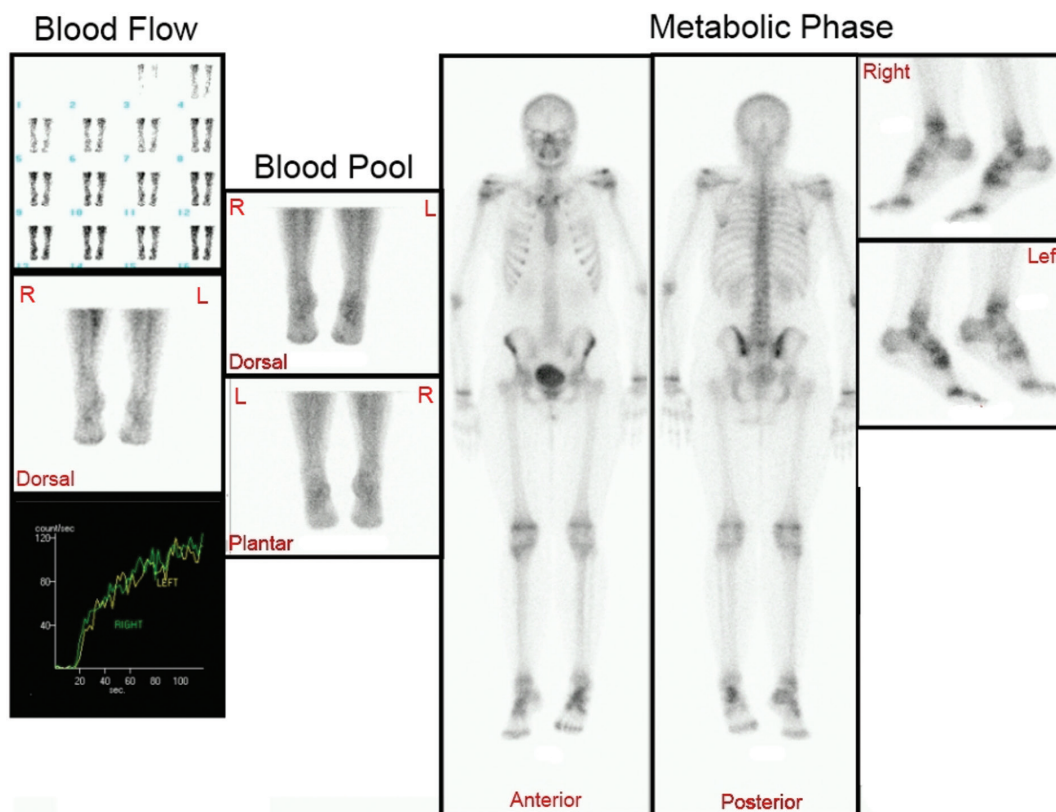 Blood Flow
1 2 3 4
5 6 7 8
9 10 11 12
13 14 15 16
R L
Dorsal
count/sec
120
80
40
LEFT
RIGHT
20 40 60 80 100
sec.
Blood Pool
R L
Dorsal
L R
Plantar
Metabolic Phase
Anterior
Posterior
Right
Left